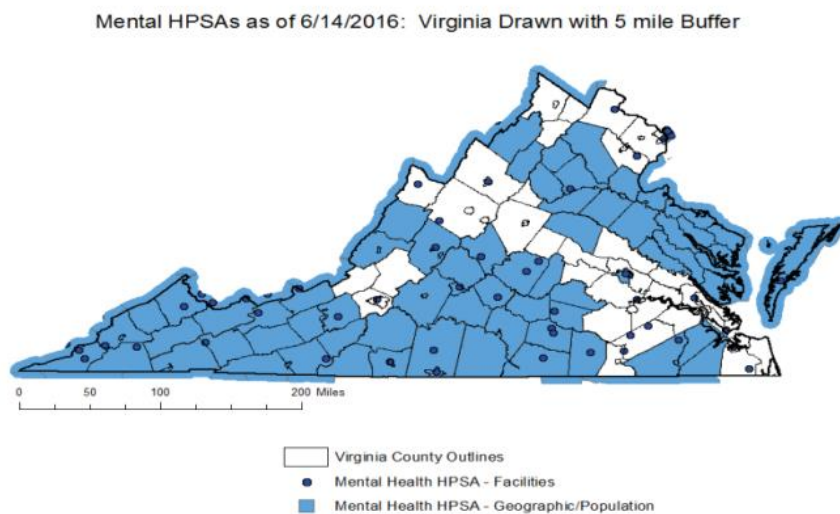 Mental HPSAs as of 6/14/2016: Virginia Drawn with 5 mile Buffer
0 50 100 200 Miles
Virginia County Outlines
Mental Health HPSA - Facilities
Mental Health HPSA - Geographic/Population